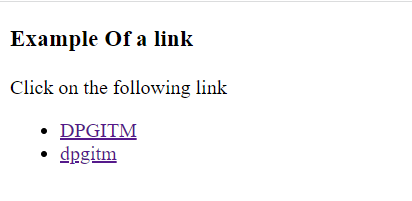 Example Of a link
Click on the following link
DPGITM
dpgitm